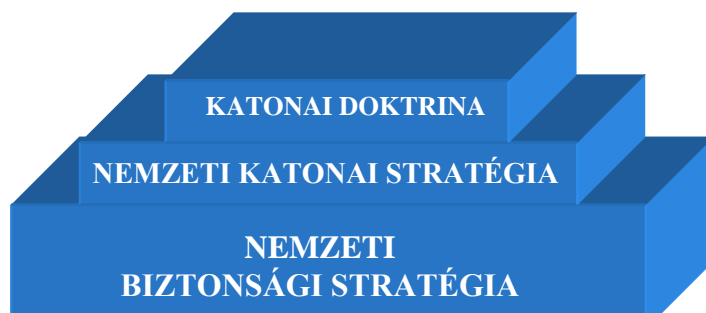 KATONAI DOKTRINA
NEMZETI KATONAI STRATÉGIA
NEMZETI
BIZTONSÁGI STRATÉGIA